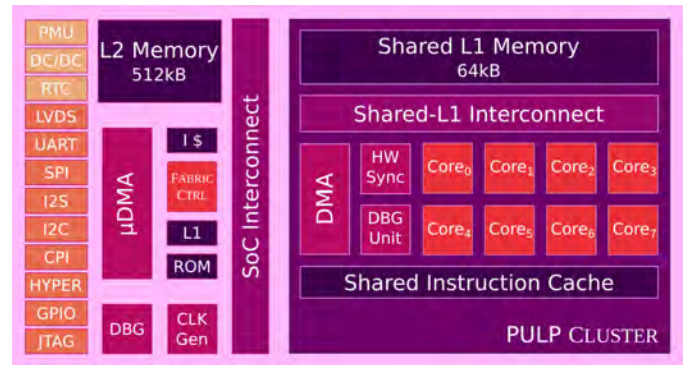 PMU
DC/DC
RTC
LVDS
UART
SPI
I2S
I2C
CPI
HYPER
GPIO
JTAG
L2 Memory
512kB
μDMA
I $
FABRIC
CTRL
L1
ROM
DBG
CLK
Gen
SoC Interconnect
Shared L1 Memory
64kB
Shared-L1 Interconnect
DMA
HW
Sync
Core₀
Core₁
Core₂
Core₃
DBG
Unit
Core₄
Core₅
Core₆
Core₇
Shared Instruction Cache
PULP CLUSTER